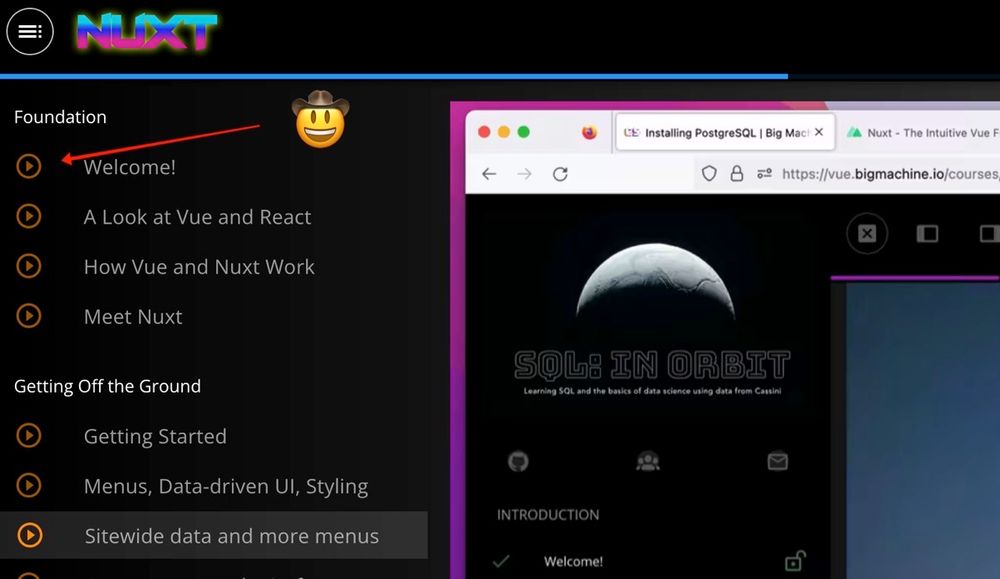 NUXT
Foundation
Welcome!
A Look at Vue and React
How Vue and Nuxt Work
Meet Nuxt
Getting Off the Ground
Getting Started
Menus, Data-driven UI, Styling
Sitewide data and more menus
Installing PostgreSQL | Big Mac
Nuxt - The Intuitive Vue F
https://vue.bigmachine.io/courses/
SQL: IN ORBIT
Learning SQL and the basics of data science using data from Cassini
INTRODUCTION
Welcome!